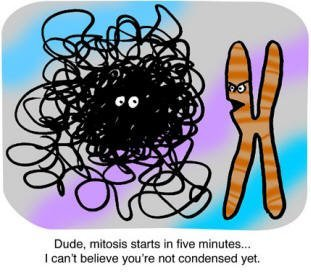 Dude, mitosis starts in five minutes...
I can't believe you're not condensed yet.